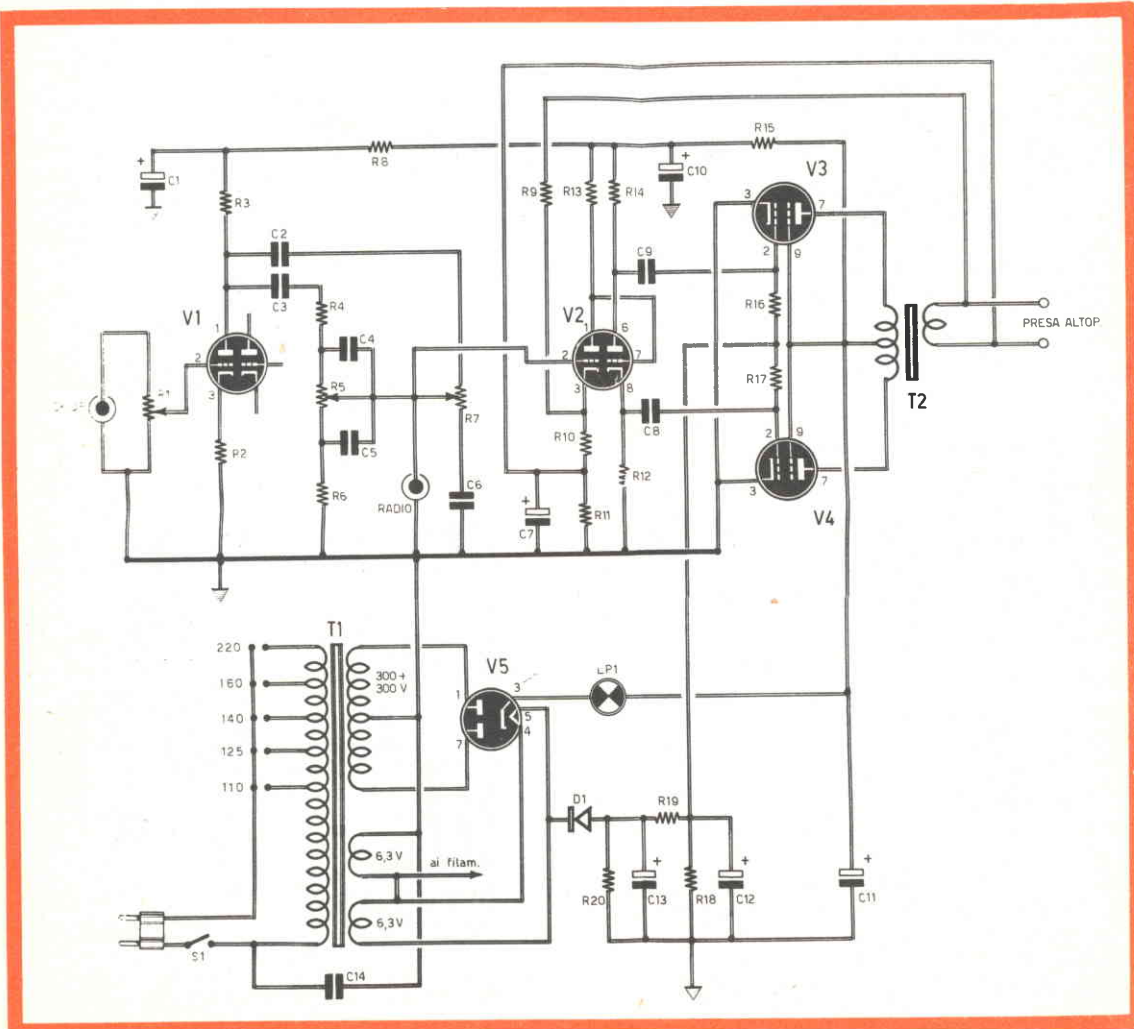 R15
V3
+
C1
R8
+
C10
R9
R13
R14
3
7
R3
C2
C9
2
9
C3
R16
R4
V1
V2
1
C4
1
6
PRESA ALTOP.
2
2
7
R5
R17
3
3
8
R7
T2
C8
2
9
R10
C5
R2
R12
7
C6
3
R6
V4
RADIO
+
R11
C7
T1
220
V5
LP1
300+
300 V
160
1
3
5
140
4
7
125
110
D1
R19
6,3 V
ai filam.
+
+
+
R20
C13
R18
C12
C11
6,3 V
S1
C14